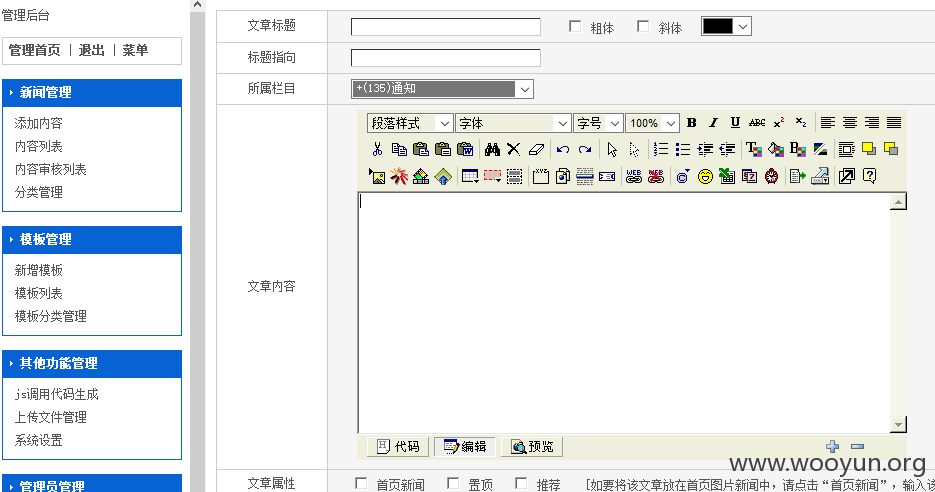 管理后台
管理首页 | 退出 | 菜单
新闻管理
添加内容
内容列表
内容审核列表
分类管理
模板管理
新增模板
模板列表
模板分类管理
其他功能管理
js调用代码生成
上传文件管理
系统设置
管理员管理
文章标题 粗体 斜体
标题指向
所属栏目 +(135)通知
文章内容
段落样式 字体 字号 100% B I U ABC x² x₂
代码 编辑 预览
www.wooyun.org
文章属性 首页新闻 置顶 推荐 [如要将该文章放在首页图片新闻中，请点击“首页新闻”，输入该